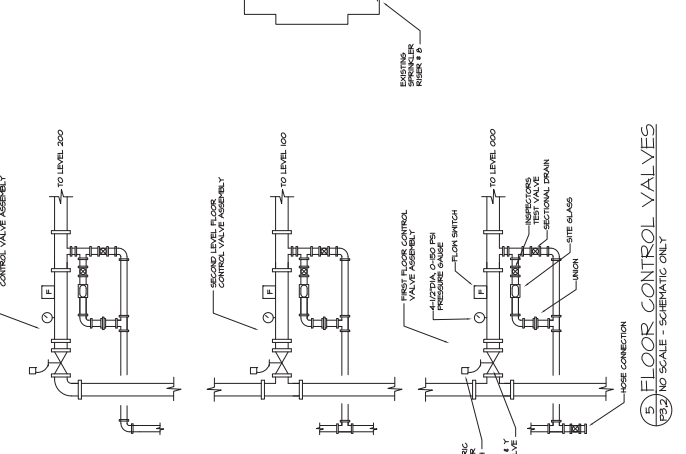 EXISTING
SPRINKLER
RISER # 8
CONTROL VALVE ASSEMBLY
TO LEVEL 200
F
SECOND LEVEL FLOOR
CONTROL VALVE ASSEMBLY
TO LEVEL 100
F
FIRST FLOOR CONTROL
VALVE ASSEMBLY
4-1/2"DIA, 0-150 PSI
PRESSURE GAUGE
FLOW SWITCH
F
TO LEVEL 000
INSPECTORS
TEST VALVE
SECTIONAL DRAIN
SITE GLASS
UNION
HOSE CONNECTION
5 FLOOR CONTROL VALVES
P3.2 NO SCALE - SCHEMATIC ONLY